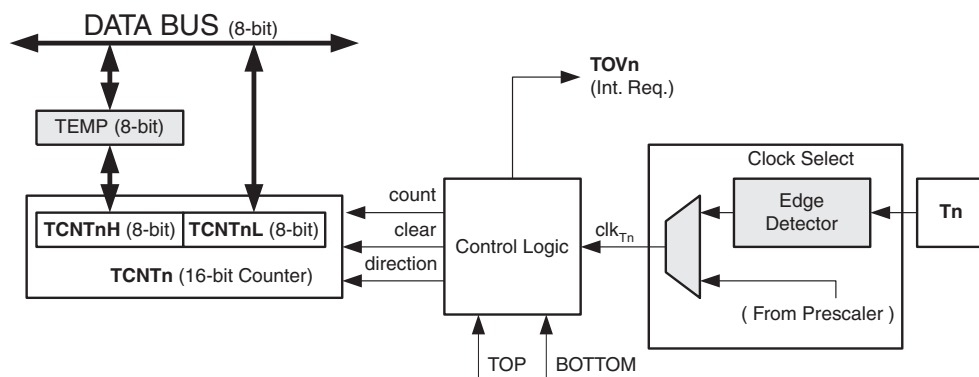 DATA BUS (8-bit)
TOVn
(Int. Req.)
TEMP (8-bit)
Clock Select
count
Edge
Detector
Tn
TCNTnH (8-bit) TCNTnL (8-bit)
clear
Control Logic
clkTn
TCNTn (16-bit Counter)
direction
( From Prescaler )
TOP
BOTTOM